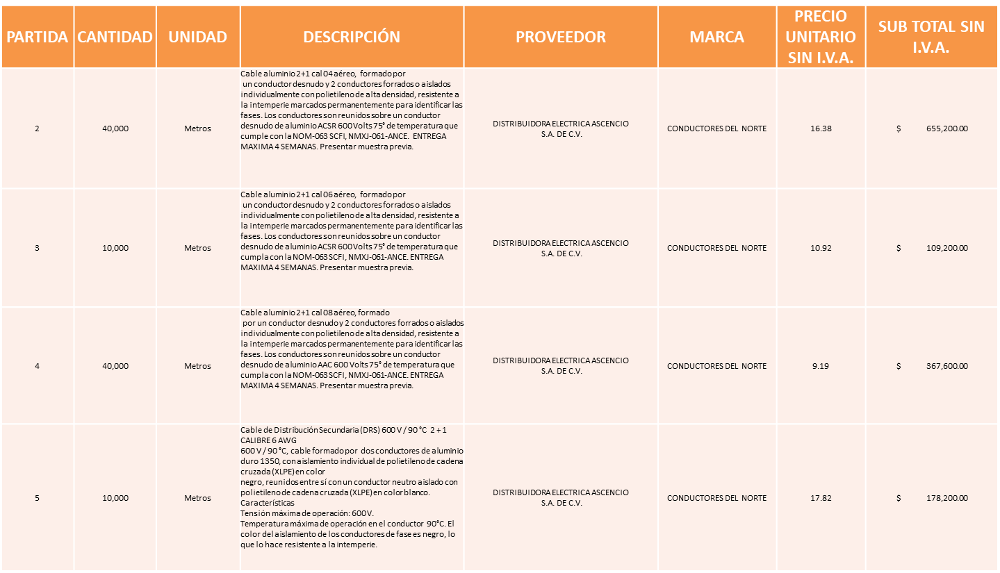 PARTIDA CANTIDAD UNIDAD DESCRIPCIÓN PROVEEDOR MARCA PRECIO UNITARIO SIN I.V.A. SUB TOTAL SIN I.V.A.
2
40,000
Metros
Cable aluminio 2+1 cal 04 aéreo, formado por
un conductor desnudo y 2 conductores forrados o aislados
individualmente con polietileno de alta densidad, resistente a
la intemperie marcados permanentemente para identificar las
fases. Los conductores son reunidos sobre un conductor
desnudo de aluminio ACSR 600 Volts 75° de temperatura que
cumple con la NOM-063 SCFI, NMXJ-061-ANCE. ENTREGA
MAXIMA 4 SEMANAS. Presentar muestra previa.
DISTRIBUIDORA ELECTRICA ASCENCIO
S.A. DE C.V.
CONDUCTORES DEL NORTE
16.38
$ 655,200.00
3
10,000
Metros
Cable aluminio 2+1 cal 06 aéreo, formado por
un conductor desnudo y 2 conductores forrados o aislados
individualmente con polietileno de alta densidad, resistente a
la intemperie marcados permanentemente para identificar las
fases. Los conductores son reunidos sobre un conductor
desnudo de aluminio ACSR 600 Volts 75° de temperatura que
cumpla con la NOM-063 SCFI, NMXJ-061-ANCE. ENTREGA
MAXIMA 4 SEMANAS. Presentar muestra previa.
DISTRIBUIDORA ELECTRICA ASCENCIO
S.A. DE C.V.
CONDUCTORES DEL NORTE
10.92
$ 109,200.00
4
40,000
Metros
Cable aluminio 2+1 cal 08 aéreo, formado
por un conductor desnudo y 2 conductores forrados o aislados
individualmente con polietileno de alta densidad, resistente a
la intemperie marcados permanentemente para identificar las
fases. Los conductores son reunidos sobre un conductor
desnudo de aluminio AAC 600 Volts 75° de temperatura que
cumpla con la NOM-063 SCFI, NMXJ-061-ANCE. ENTREGA
MAXIMA 4 SEMANAS. Presentar muestra previa.
DISTRIBUIDORA ELECTRICA ASCENCIO
S.A. DE C.V.
CONDUCTORES DEL NORTE
9.19
$ 367,600.00
5
10,000
Metros
Cable de Distribución Secundaria (DRS) 600 V / 90 °C 2 + 1
CALIBRE 6 AWG
600 V / 90 °C, cable formado por dos conductores de aluminio
duro 1350, con aislamiento individual de polietileno de cadena
cruzada (XLPE) en color
negro, reunidos entre sí con un conductor neutro aislado con
polietileno de cadena cruzada (XLPE) en color blanco.
Características
Tensión máxima de operación: 600 V.
Temperatura máxima de operación en el conductor 90°C. El
color del aislamiento de los conductores de fase es negro, lo
que lo hace resistente a la intemperie.
DISTRIBUIDORA ELECTRICA ASCENCIO
S.A. DE C.V.
CONDUCTORES DEL NORTE
17.82
$ 178,200.00